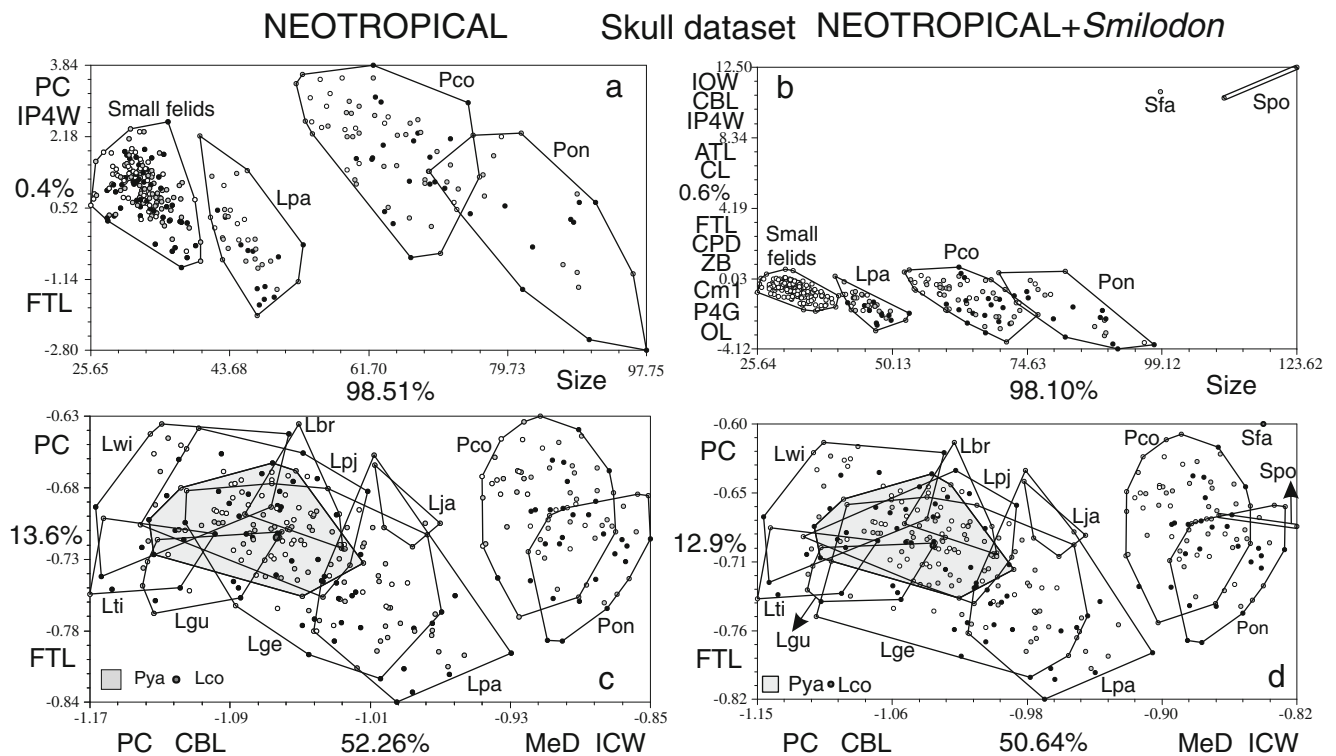 NEOTROPICAL Skull dataset NEOTROPICAL+Smilodon
a
3.84
PC
IP4W
2.18
0.4%
0.52
-1.14
FTL
-2.80
Small felids
Lpa
Pco
Pon
25.65 43.68 61.70 79.73 97.75
98.51% Size
b
12.50
IOW
CBL
IP4W
8.34
ATL
CL
0.6%
4.19
FTL
CPD
ZB
0.03
Cm1
P4G
OL
-4.12
Sfa Spo
Small
felids
Lpa
Pco
Pon
25.64 50.13 74.63 99.12 123.62
98.10% Size
c
-0.63
PC
-0.68
13.6%
-0.73
-0.78
FTL
-0.84
Lwi
Lbr
Lpj
Lja
Pco
Lti
Lgu
Lge
Lpa
Pon
Pya Lco
-1.17 -1.09 -1.01 -0.93 -0.85
PC CBL 52.26% MeD ICW
d
-0.60
PC
-0.65
12.9%
-0.71
-0.76
FTL
-0.82
Lwi
Lbr
Lpj
Lja
Pco
Sfa
Spo
Lti
Lgu
Lge
Lpa
Pon
Pya Lco
-1.15 -1.06 -0.98 -0.90 -0.82
PC CBL 50.64% MeD ICW